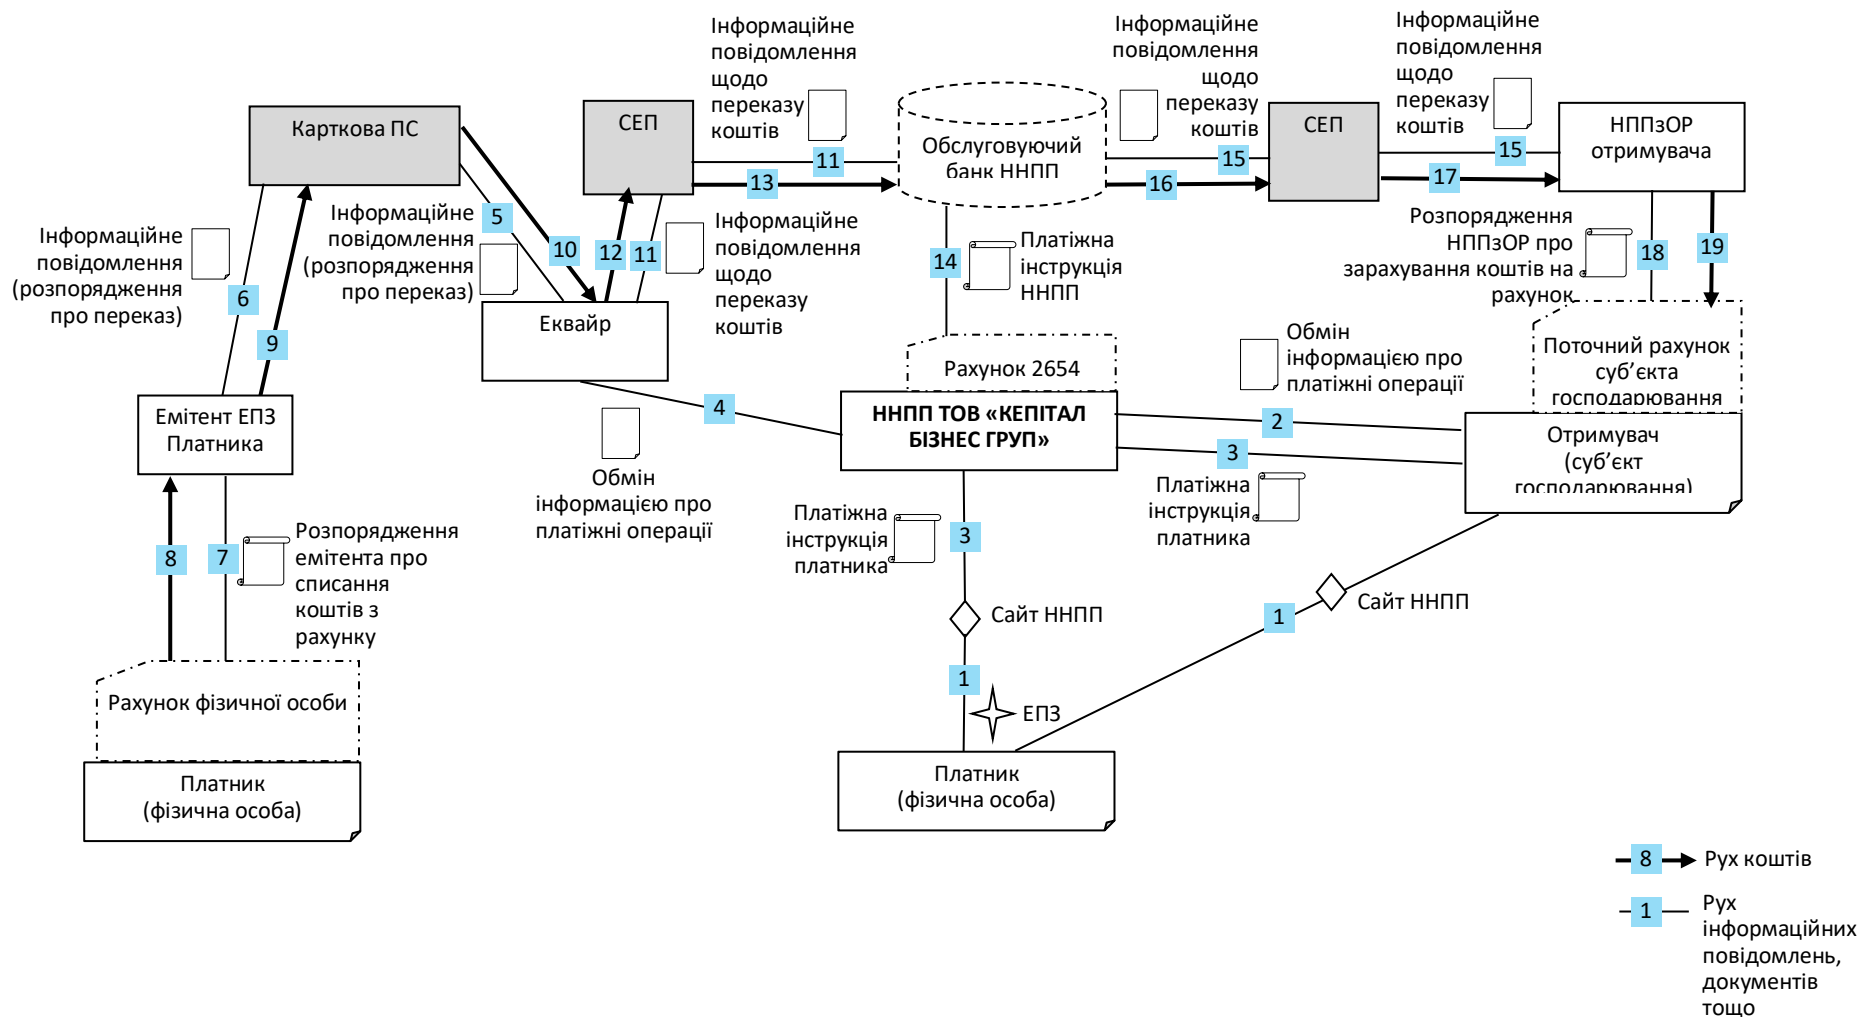 Інформаційне
повідомлення
щодо
переказу
коштів
Інформаційне
повідомлення
щодо
переказу
коштів
Інформаційне
повідомлення
щодо
переказу
коштів
Карткова ПС
СЕП
11
13
Обслуговуючий
банк ННПП
15
16
СЕП
15
17
НППзОР
отримувача
Інформаційне
повідомлення
(розпорядження
про переказ)
6
9
Інформаційне
повідомлення
(розпорядження
про переказ)
5
10
12
11
Інформаційне
повідомлення
щодо
переказу
коштів
14
Платіжна
інструкція
ННПП
Розпорядження
НППзОР про
зарахування коштів на
рахунок
18
19
Еквайр
Рахунок 2654
Обмін
інформацією про
платіжні операції
Поточний рахунок
суб’єкта
господарювання
Емітент ЕПЗ
Платника
4
ННПП ТОВ «КЕПІТАЛ
БІЗНЕС ГРУП»
2
3
Отримувач
(суб’єкт
господарювання)
Обмін
інформацією про
платіжні операції
Платіжна
інструкція
платника
3
Платіжна
інструкція
платника
8
7
Розпорядження
емітента про
списання
коштів з
рахунку
Сайт ННПП
1
Сайт ННПП
1
ЕПЗ
Рахунок фізичної особи
Платник
(фізична особа)
Платник
(фізична особа)
8
Рух коштів
1
Рух
інформаційних
повідомлень,
документів
тощо